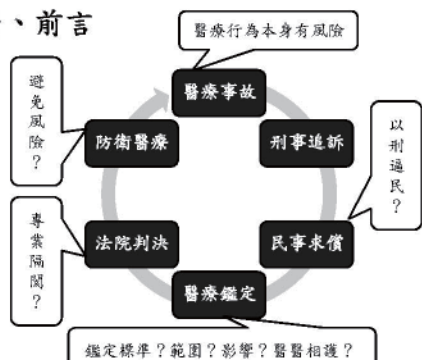 、前言
醫療行為本身有風險
醫療事故
避免風險？
防衛醫療
刑事追訴
以刑逼民？
專業隔閡？
法院判決
民事求償
醫療鑑定
鑑定標準？範圍？影響？醫醫相護？